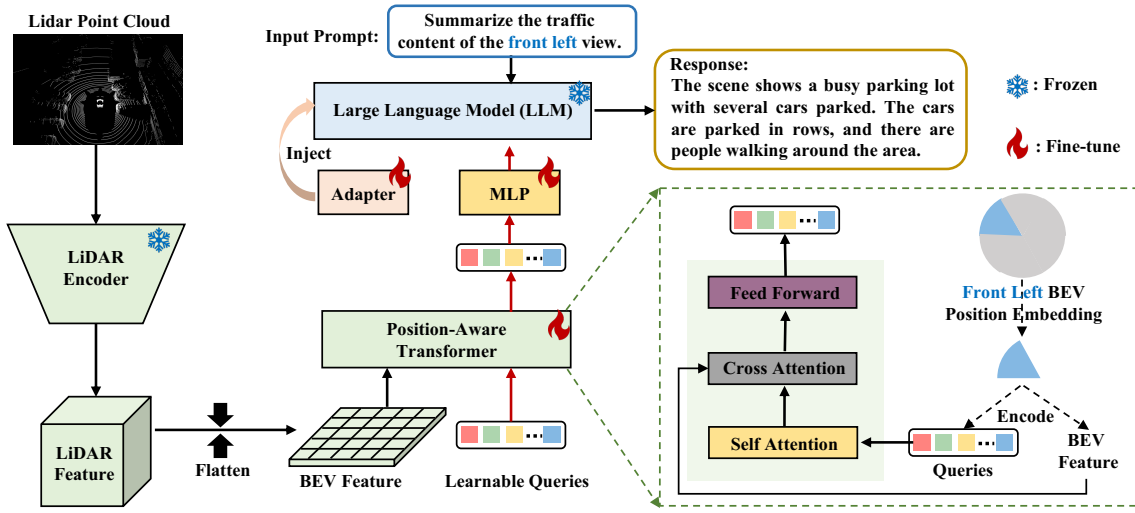 Lidar Point Cloud
Input Prompt:
Summarize the traffic
content of the front left view.
Large Language Model (LLM)
Response:
The scene shows a busy parking lot
with several cars parked. The cars
are parked in rows, and there are
people walking around the area.
: Frozen
: Fine-tune
Inject
Adapter
MLP
LiDAR
Encoder
Position-Aware
Transformer
LiDAR
Feature
Flatten
BEV Feature
Learnable Queries
Feed Forward
Cross Attention
Self Attention
Front Left BEV
Position Embedding
Encode
Queries
BEV
Feature